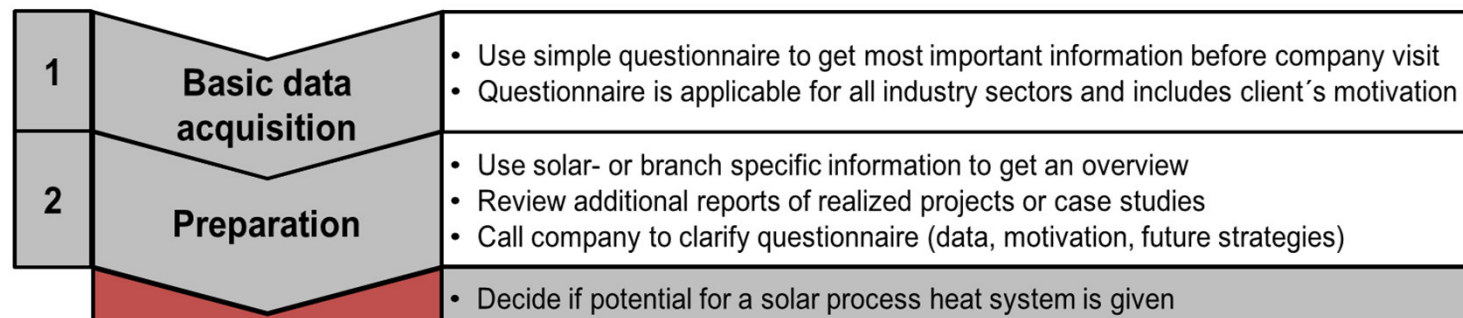 1
Basic data
acquisition
• Use simple questionnaire to get most important information before company visit
• Questionnaire is applicable for all industry sectors and includes client´s motivation
2
Preparation
• Use solar- or branch specific information to get an overview
• Review additional reports of realized projects or case studies
• Call company to clarify questionnaire (data, motivation, future strategies)
• Decide if potential for a solar process heat system is given